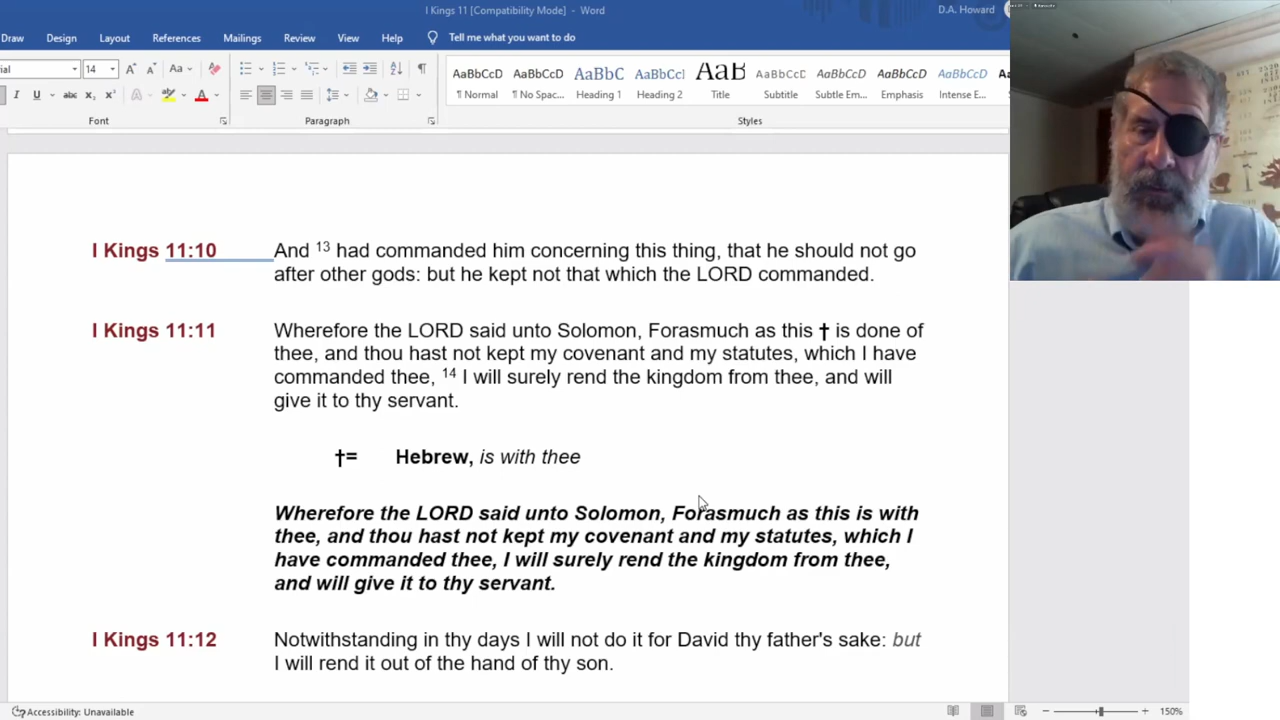 I Kings 11 [Compatibility Mode] - Word
D.A. Howard
Draw Design Layout References Mailings Review View Help Tell me what you want to do
ial 14 A A Aa
I U abc X₂ X² A A
AaBbCcD AaBbCcD AaBbC AaBbCcI AaB AaBbCcD AaBbCcD AaBbCcD AaBbCcD
¶ Normal ¶ No Spac... Heading 1 Heading 2 Title Subtitle Subtle Em... Emphasis Intense E...
Font Paragraph Styles
I Kings 11:10 And 13 had commanded him concerning this thing, that he should not go
after other gods: but he kept not that which the LORD commanded.
I Kings 11:11 Wherefore the LORD said unto Solomon, Forasmuch as this † is done of
thee, and thou hast not kept my covenant and my statutes, which I have
commanded thee, 14 I will surely rend the kingdom from thee, and will
give it to thy servant.
†= Hebrew, is with thee
Wherefore the LORD said unto Solomon, Forasmuch as this is with
thee, and thou hast not kept my covenant and my statutes, which I
have commanded thee, I will surely rend the kingdom from thee,
and will give it to thy servant.
I Kings 11:12 Notwithstanding in thy days I will not do it for David thy father's sake: but
I will rend it out of the hand of thy son.
Accessibility: Unavailable
150%